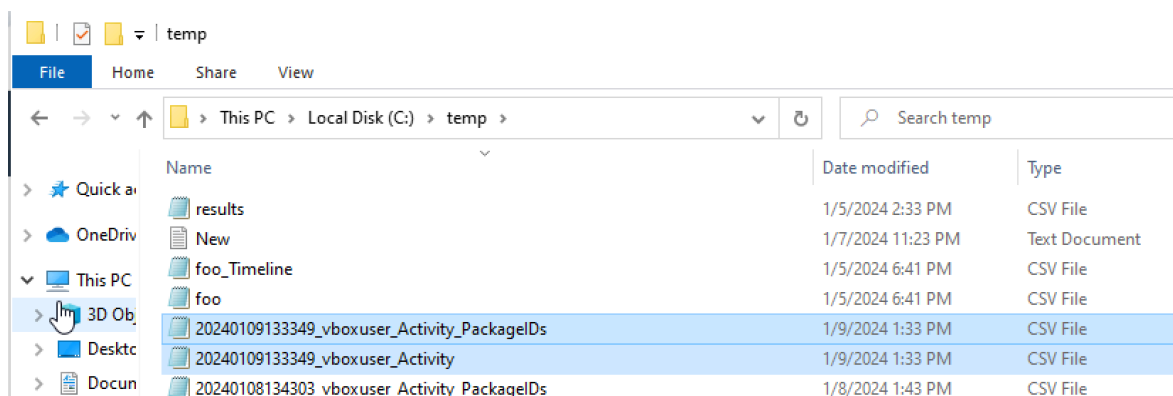 temp
File Home Share View
This PC Local Disk (C:) temp Search temp
Name Date modified Type
Quick
results 1/5/2024 2:33 PM CSV File
New 1/7/2024 11:23 PM Text Document
OneDriv
foo_Timeline 1/5/2024 6:41 PM CSV File
This PC
foo 1/5/2024 6:41 PM CSV File
3D Obj
20240109133349_vboxuser_Activity_PackageIDs 1/9/2024 1:33 PM CSV File
Deskto
20240109133349_vboxuser_Activity 1/9/2024 1:33 PM CSV File
Docun
20240108134303_vboxuser_Activity_PackageIDs 1/8/2024 1:43 PM CSV File